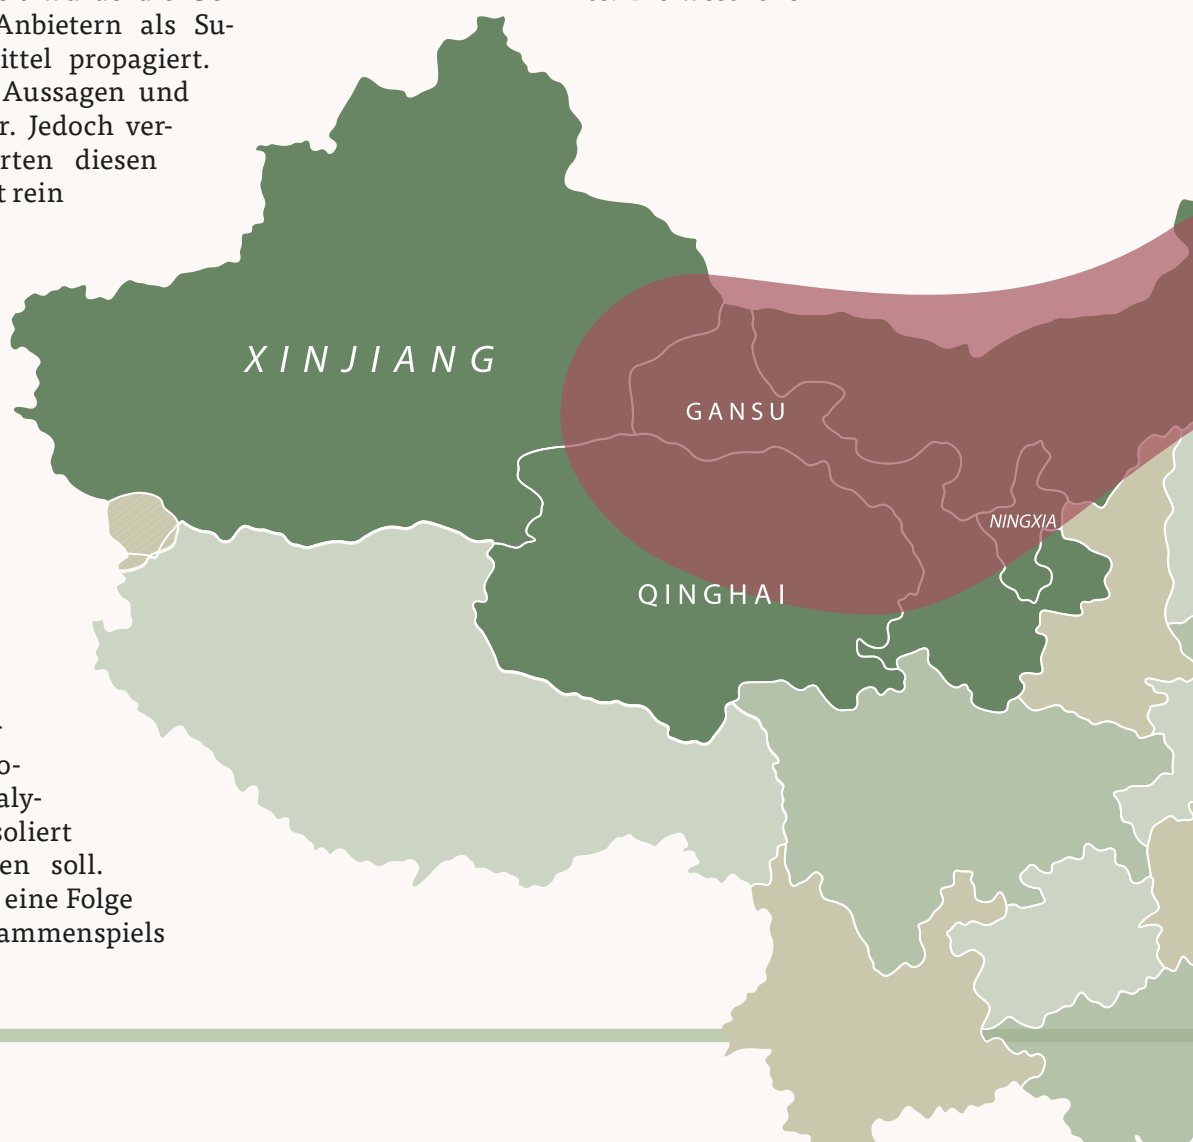 Anbietern als Su-
ittel propagiert.
Aussagen und
r. Jedoch ver-
rten diesen
t rein
XINJIANG
GANSU
NINGXIA
QINGHAI
o-
aly-
soliert
en soll.
eine Folge
ammenspiels